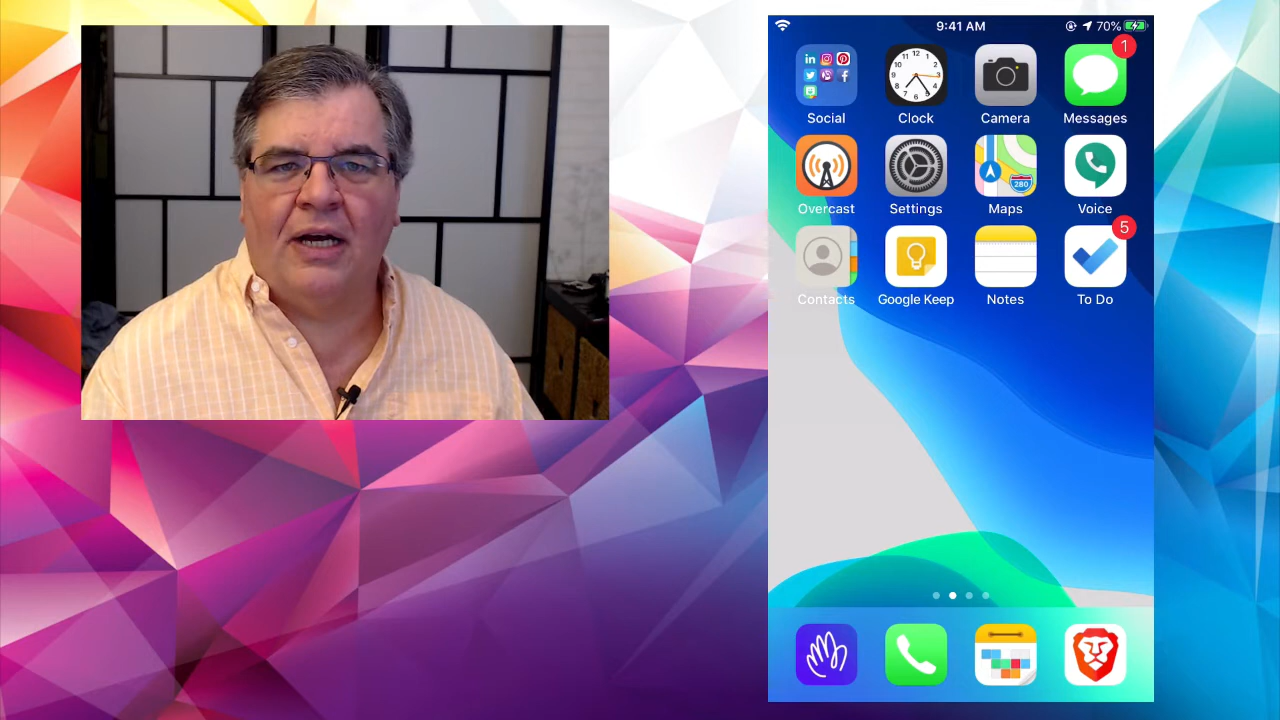 9:41 AM
70%
1
Social
Clock
Camera
Messages
280
Overcast
Settings
Maps
Voice
5
Contacts
Google Keep
Notes
To Do